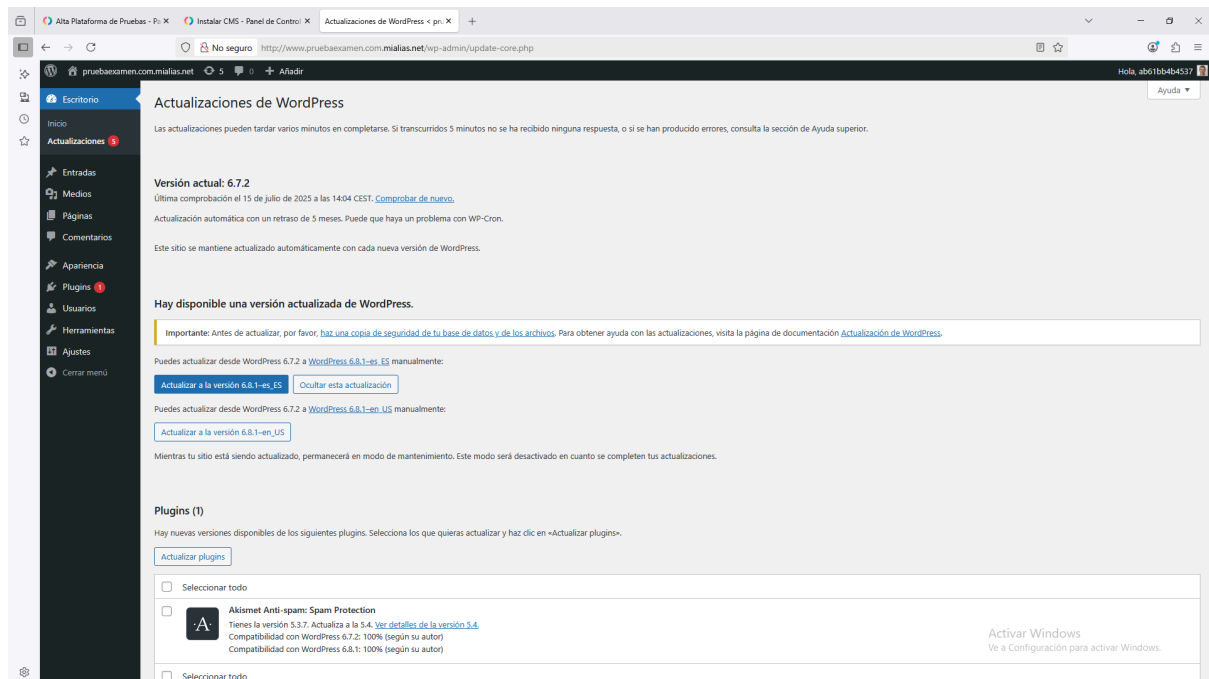 Alta Plataforma de Pruebas - Pa
Instalar CMS - Panel de Control
Actualizaciones de WordPress < pru
No seguro http://www.pruebaexamen.com.mialias.net/wp-admin/update-core.php
pruebaexamen.com.mialias.net 5 0 + Añadir
Hola, ab61bb4b4537
Ayuda
Escritorio
Inicio
Actualizaciones 5
Entradas
Medios
Páginas
Comentarios
Apariencia
Plugins 1
Usuarios
Herramientas
Ajustes
Cerrar menú
Actualizaciones de WordPress
Las actualizaciones pueden tardar varios minutos en completarse. Si transcurridos 5 minutos no se ha recibido ninguna respuesta, o si se han producido errores, consulta la sección de Ayuda superior.
Versión actual: 6.7.2
Última comprobación el 15 de julio de 2025 a las 14:04 CEST. Comprobar de nuevo.
Actualización automática con un retraso de 5 meses. Puede que haya un problema con WP-Cron.
Este sitio se mantiene actualizado automáticamente con cada nueva versión de WordPress.
Hay disponible una versión actualizada de WordPress.
Importante: Antes de actualizar, por favor, haz una copia de seguridad de tu base de datos y de los archivos. Para obtener ayuda con las actualizaciones, visita la página de documentación Actualización de WordPress.
Puedes actualizar desde WordPress 6.7.2 a WordPress 6.8.1–es_ES manualmente:
Actualizar a la versión 6.8.1–es_ES
Ocultar esta actualización
Puedes actualizar desde WordPress 6.7.2 a WordPress 6.8.1–en_US manualmente:
Actualizar a la versión 6.8.1–en_US
Mientras tu sitio está siendo actualizado, permanecerá en modo de mantenimiento. Este modo será desactivado en cuanto se completen tus actualizaciones.
Plugins (1)
Hay nuevas versiones disponibles de los siguientes plugins. Selecciona los que quieras actualizar y haz clic en «Actualizar plugins».
Actualizar plugins
Seleccionar todo
·A·
Akismet Anti-spam: Spam Protection
Tienes la versión 5.3.7. Actualiza a la 5.4. Ver detalles de la versión 5.4.
Compatibilidad con WordPress 6.7.2: 100% (según su autor)
Compatibilidad con WordPress 6.8.1: 100% (según su autor)
Seleccionar todo
Activar Windows
Ve a Configuración para activar Windows.